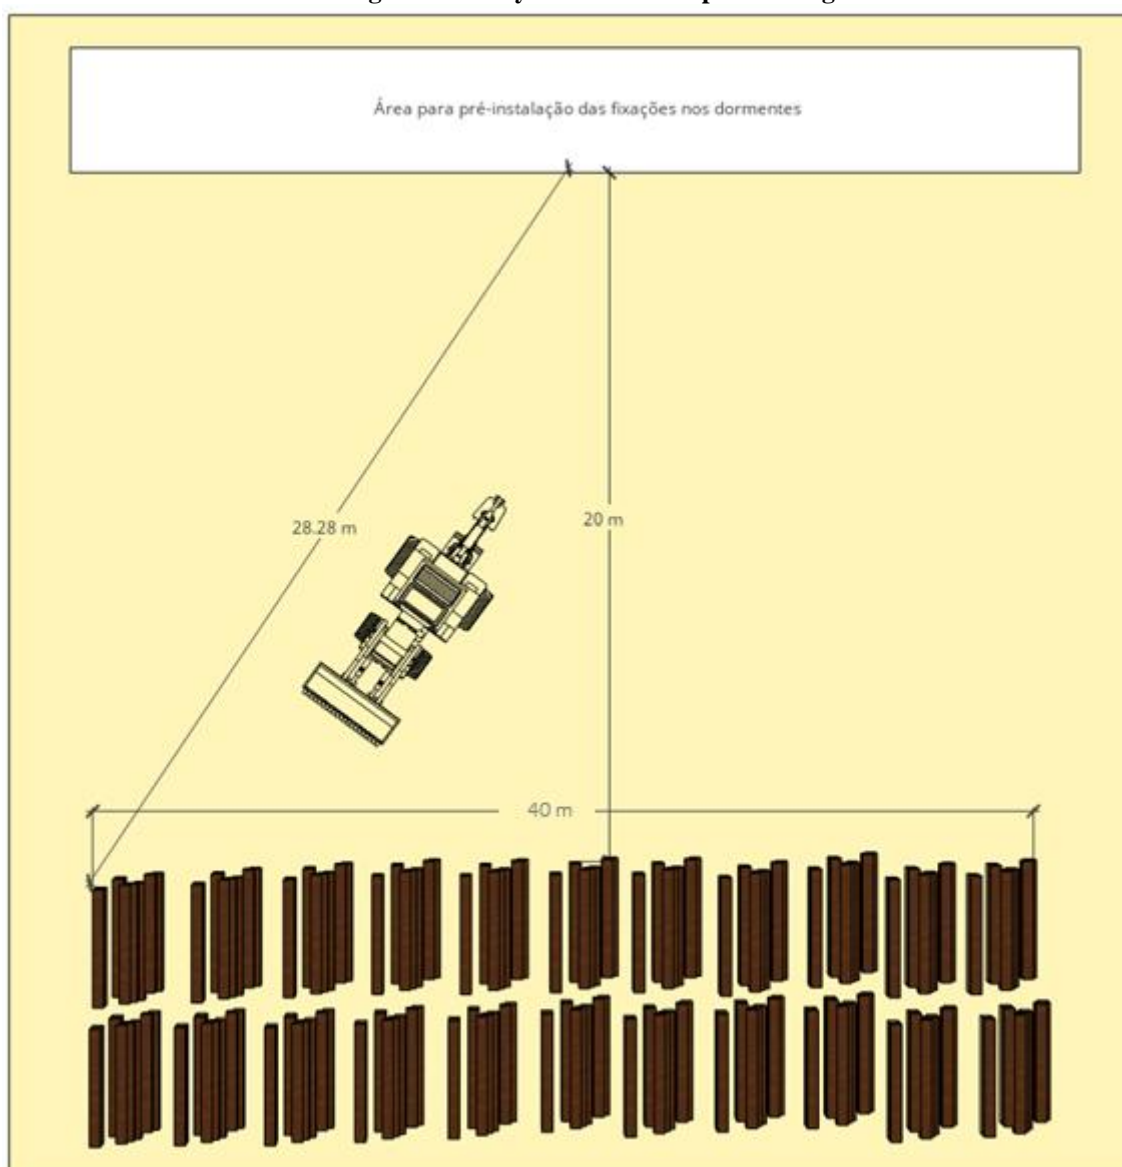 Área para pré-instalação das fixações nos dormentes
28.28 m
20 m
40 m